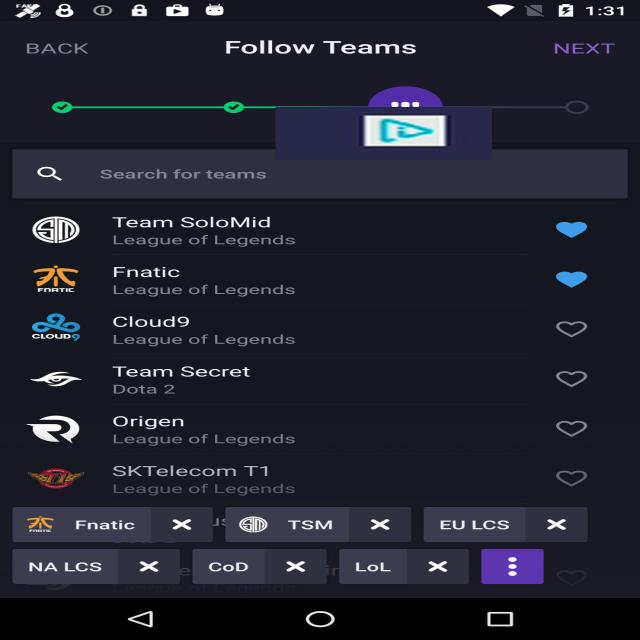 1:31
BACK
Follow Teams
NEXT
Search for teams
Team SoloMid
League of Legends
FNATIC
Fnatic
League of Legends
CLOUD9
Cloud9
League of Legends
Team Secret
Dota 2
Origen
League of Legends
SKTelecom T1
League of Legends
Fnatic
TSM
EU LCS
NA LCS
CoD
LoL